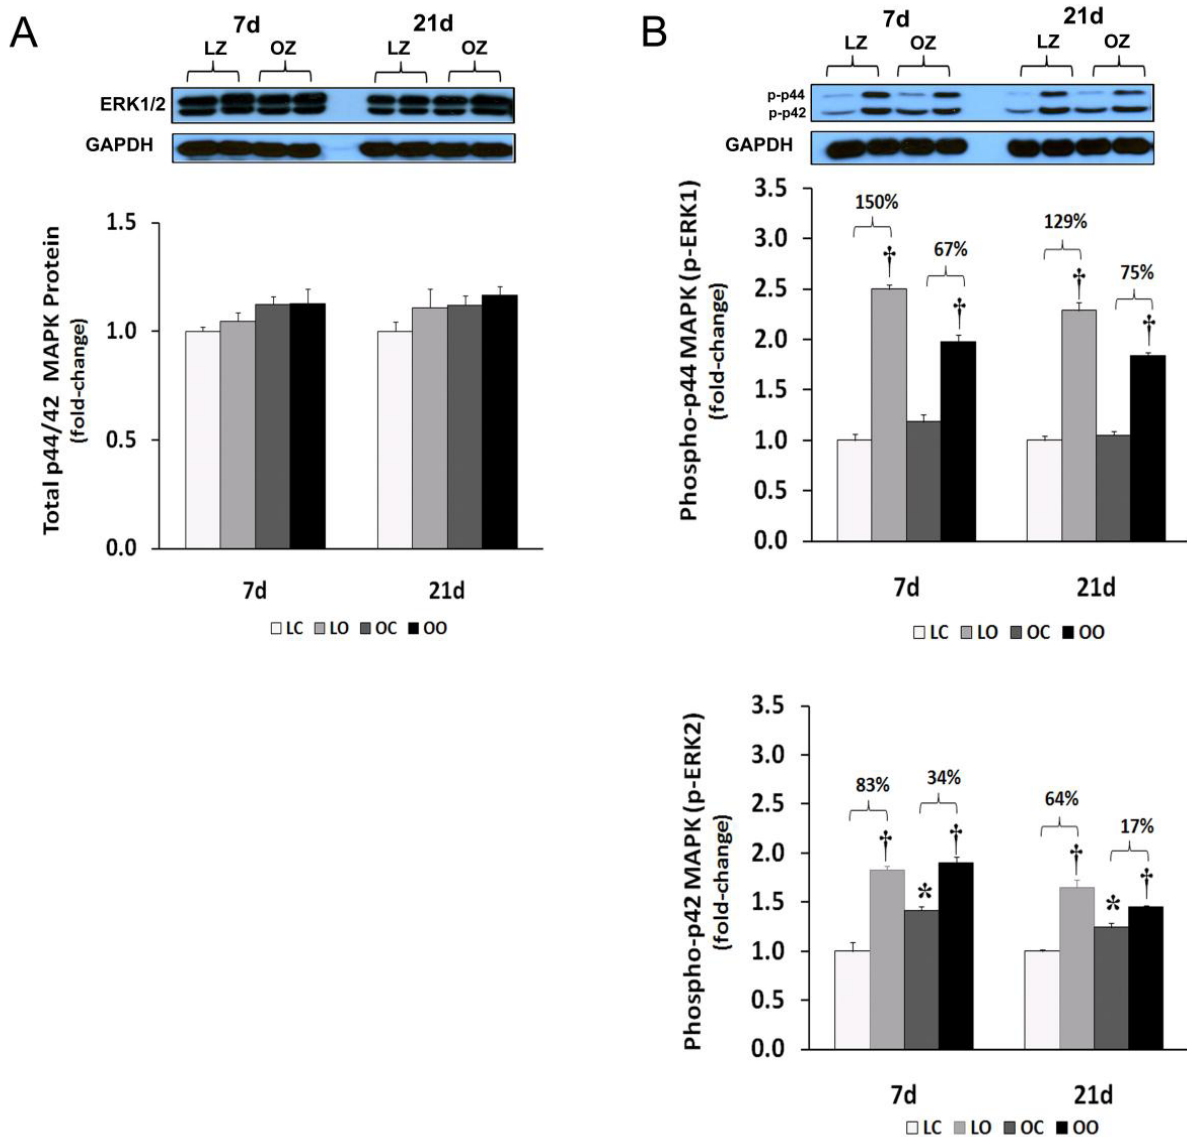 A
7d 21d
LZ OZ LZ OZ
ERK1/2
GAPDH
Total p44/42 MAPK Protein
(fold-change)
1.5
1.0
0.5
0.0
7d 21d
LC LO OC OO
B
7d 21d
LZ OZ LZ OZ
p-p44
p-p42
GAPDH
Phospho-p44 MAPK (p-ERK1)
(fold-change)
3.5
3.0
2.5
2.0
1.5
1.0
0.5
0.0
150% 67% 129% 75%
† † † †
7d 21d
LC LO OC OO
Phospho-p42 MAPK (p-ERK2)
(fold-change)
3.5
3.0
2.5
2.0
1.5
1.0
0.5
0.0
83% 34% 64% 17%
† * † † * †
7d 21d
LC LO OC OO